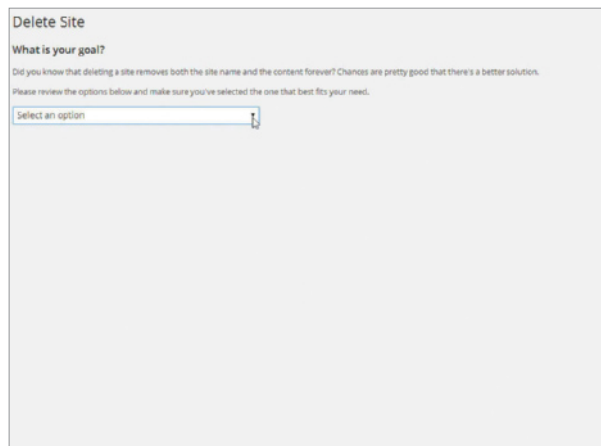 Delete Site
What is your goal?
Did you know that deleting a site removes both the site name and the content forever? Chances are pretty good that there's a better solution.
Please review the options below and make sure you've selected the one that best fits your need.
Select an option